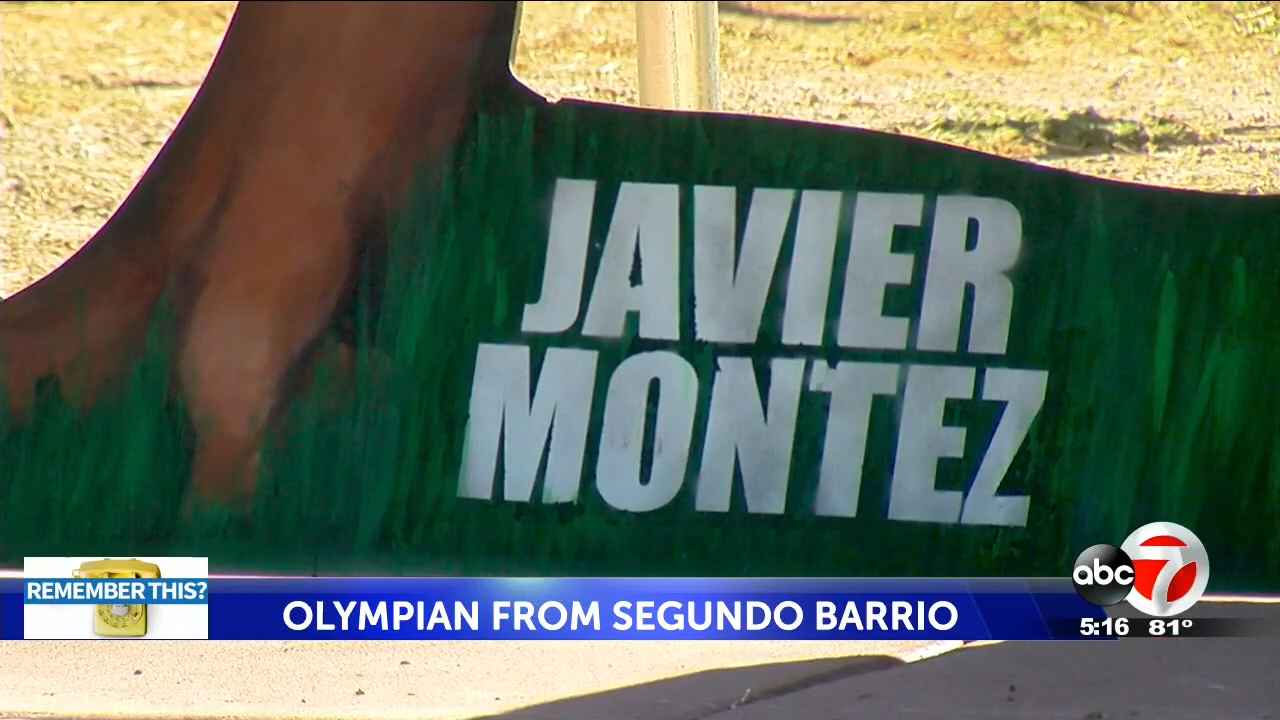 JAVIER
MONTEZ
REMEMBER THIS?
OLYMPIAN FROM SEGUNDO BARRIO
abc 7
5:16 81°